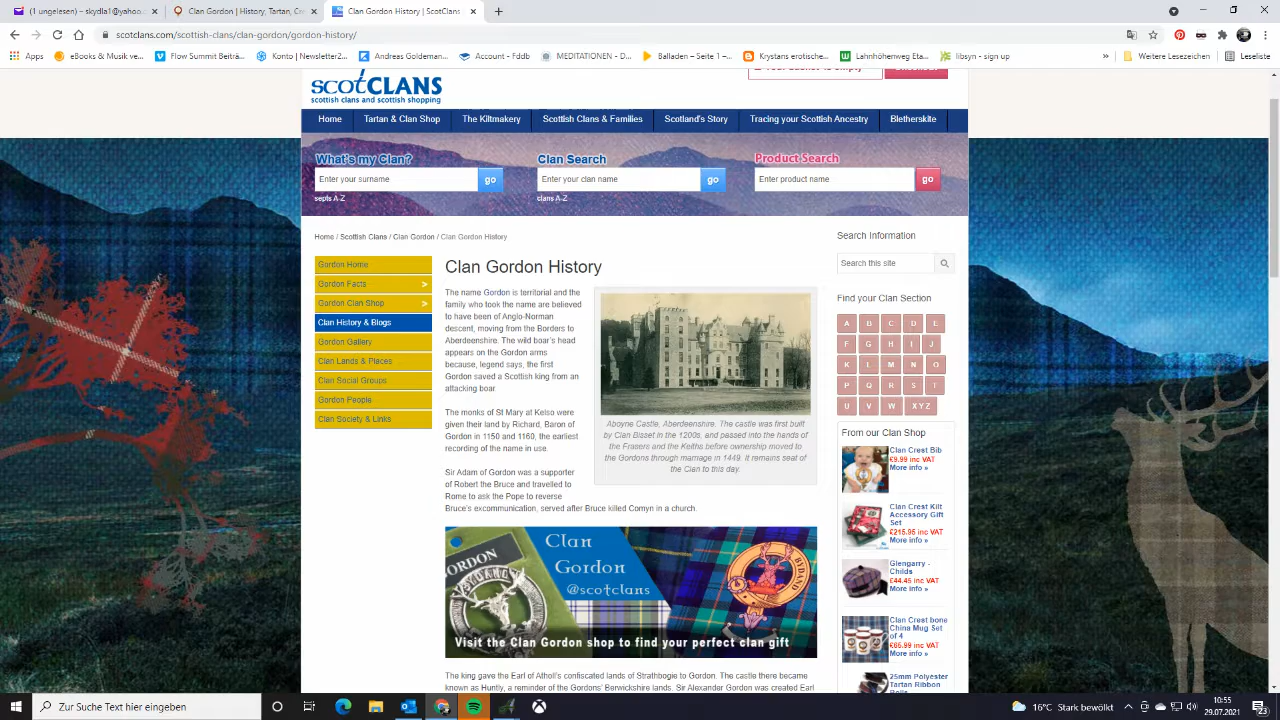 (1 ungelesen) -
scotclans.com/scottish-clans/clan-gordon/gordon-history/
Apps
eBooks & Musik - we...
Flow Summit Beiträ...
Konto | Newsletter2...
Andreas Goldeman...
Account - Fddb
MEDITATIONEN - D...
Balladen – Seite 1 –...
Krystans erotische...
Lahnhöhenweg Eta...
libsyn - sign up
»
Weitere Lesezeichen
Leseliste
scotCLANS
scottish clans and scottish shopping
Home
Tartan & Clan Shop
The Kiltmakery
Scottish Clans & Families
Scotland's Story
Tracing your Scottish Ancestry
Bletherskite
What's my Clan?
Clan Search
Product Search
Enter your surname
go
Enter your clan name
go
Enter product name
go
septs A-Z
clans A-Z
Home / Scottish Clans / Clan Gordon / Clan Gordon History
Gordon Home
Gordon Facts >
Gordon Clan Shop >
Clan History & Blogs
Gordon Gallery
Clan Lands & Places
Clan Social Groups
Gordon People
Clan Society & Links
Clan Gordon History
The name Gordon is territorial and the
family who took the name are believed
to have been of Anglo-Norman
descent, moving from the Borders to
Aberdeenshire. The wild boar's head
appears on the Gordon arms
because, legend says, the first
Gordon saved a Scottish king from an
attacking boar.
The monks of St Mary at Kelso were
given their land by Richard, Baron of
Gordon in 1150 and 1160, the earliest
recording of the name in use.
Sir Adam of Gordon was a supporter
of Robert the Bruce and travelled to
Rome to ask the Pope to reverse
Bruce's excommunication, served after Bruce killed Comyn in a church.
Aboyne Castle, Aberdeenshire. The castle was first built
by Clan Bisset in the 1200s, and passed into the hands of
the Frasers and the Keiths before ownership moved to
the Gordons through marriage in 1449. It remains seat of
the Clan to this day.
GORDON
Clan
Gordon
@scotclans
Visit the Clan Gordon shop to find your perfect clan gift
The king gave the Earl of Atholl's confiscated lands of Strathbogie to Gordon. The castle there became
known as Huntly, a reminder of the Gordons' Berwickshire lands. Sir Alexander Gordon was created Earl
Search Information
Search this site
Find your Clan Section
A B C D E
F G H I J
K L M N O
P Q R S T
U V W X Y Z
From our Clan Shop
Clan Crest Bib
£9.99 inc VAT
More info »
Clan Crest Kilt
Accessory Gift
Set
£215.95 inc VAT
More info »
Glengarry -
Childs
£44.45 inc VAT
More info »
Clan Crest bone
China Mug Set
of 4
£65.99 inc VAT
More info »
25mm Polyester
Tartan Ribbon
Zur Suche Text hier eingeben
16°C Stark bewölkt
10:55
29.07.2021
23